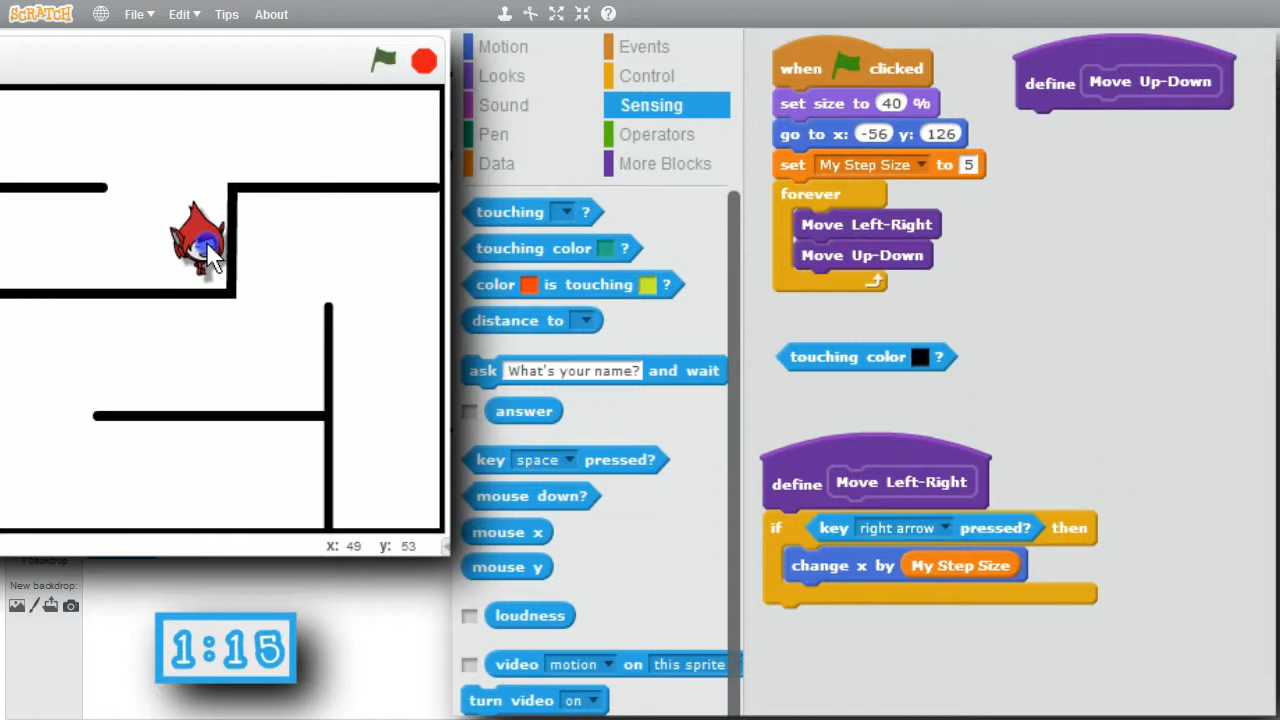 SCRATCH File Edit Tips About
Motion Events
Looks Control
Sound Sensing
Pen Operators
Data More Blocks
touching ?
touching color ?
color is touching ?
distance to
ask What's your name? and wait
answer
key space pressed?
mouse down?
mouse x
mouse y
loudness
video motion on this sprite
turn video on
when clicked
set size to 40 %
go to x: -56 y: 126
set My Step Size to 5
forever
Move Left-Right
Move Up-Down
define Move Up-Down
touching color ?
define Move Left-Right
if key right arrow pressed? then
change x by My Step Size
x: 49 y: 53
1 backdrop
New backdrop:
1:15